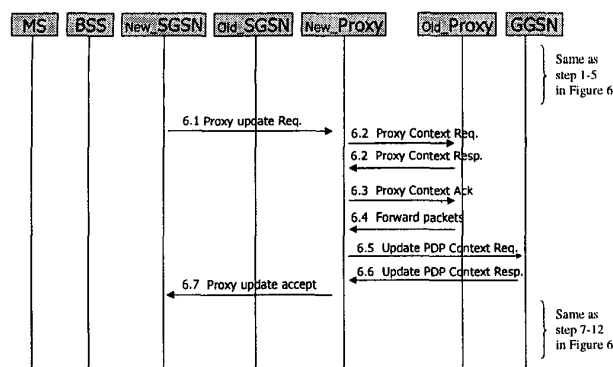 MS BSS New_SGSN Old_SGSN New_Proxy Old_Proxy GGSN
Same as
step 1-5
in Figure 6
6.1 Proxy update Req.
6.2 Proxy Context Req.
6.2 Proxy Context Resp.
6.3 Proxy Context Ack
6.4 Forward packets
6.5 Update PDP Context Req.
6.6 Update PDP Context Resp.
6.7 Proxy update accept
Same as
step 7-12
in Figure 6